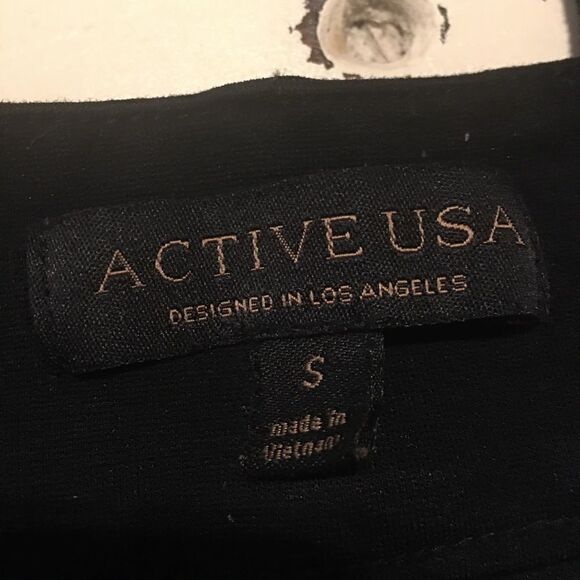 ACTIVE USA
DESIGNED IN LOS ANGELES
S
made in
Vietnam